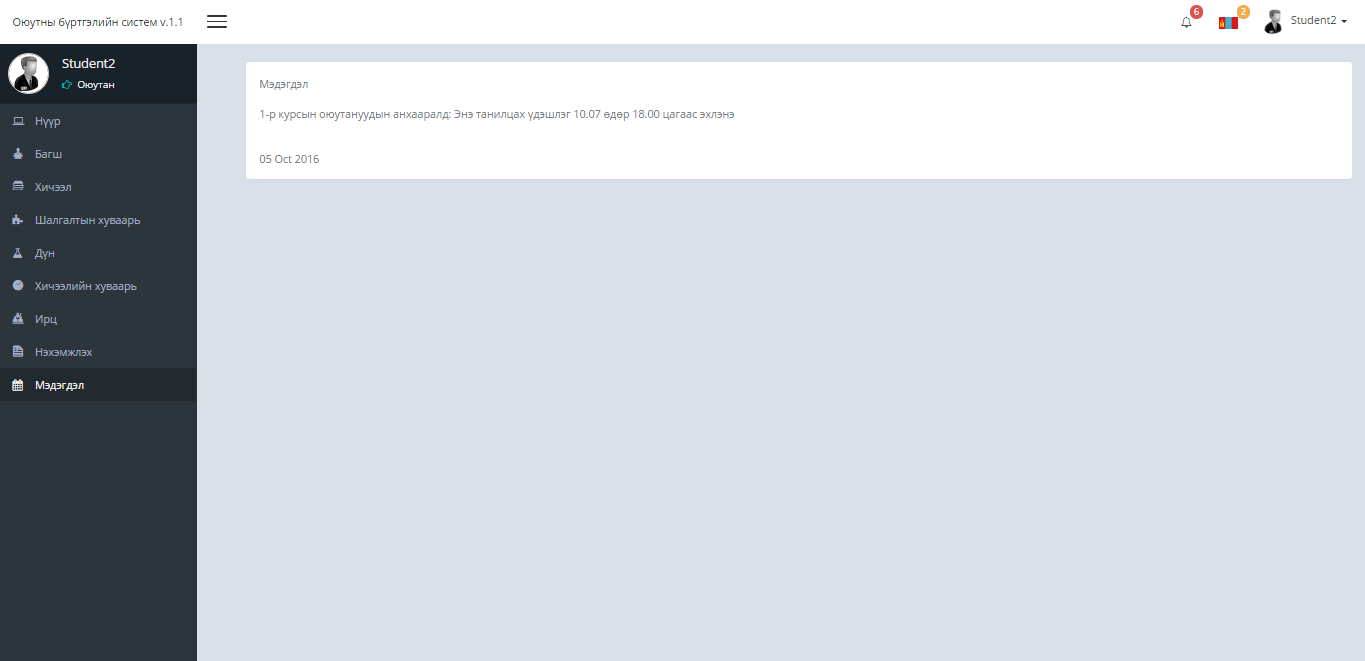 Оюутны бүртгэлийн систем v.1.1
6
2
Student2
Student2
Оюутан
Нүүр
Багш
Хичээл
Шалгалтын хуваарь
Дүн
Хичээлийн хуваарь
Ирц
Нэхэмжлэх
Мэдэгдэл
Мэдэгдэл
1-р курсын оюутануудын анхааралд: Энэ танилцах үдэшлэг 10.07 өдөр 18.00 цагаас эхлэнэ
05 Oct 2016